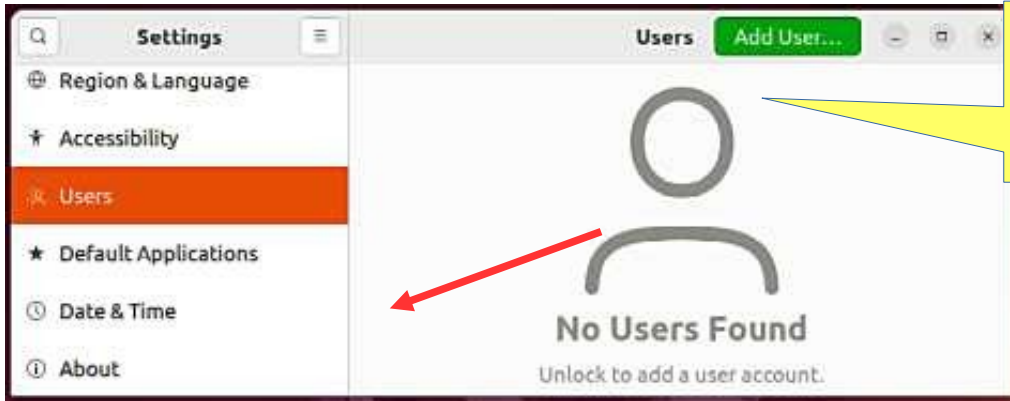 Settings
Users
Add User...
Region & Language
Accessibility
Users
Default Applications
Date & Time
About
No Users Found
Unlock to add a user account.